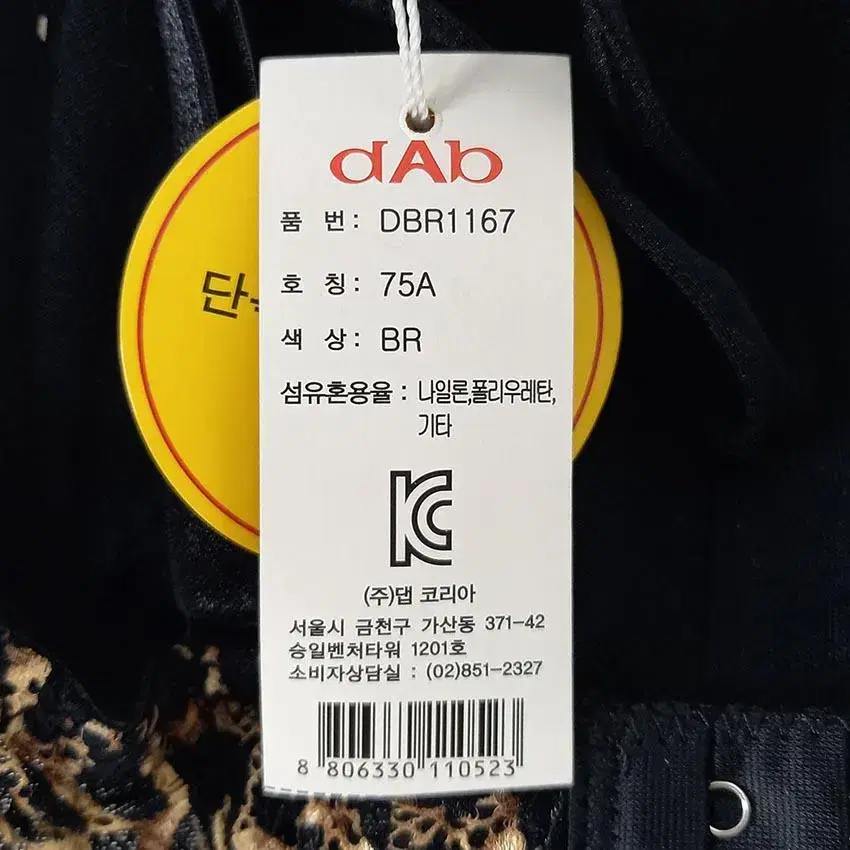 dAb
품 번: DBR1167
호 칭: 75A
색 상: BR
섬유혼용율 : 나일론,폴리우레탄,
기타
(주)댑 코리아
서울시 금천구 가산동 371-42
승일벤처타워 1201호
소비자상담실 : (02)851-2327
8 806330 110523
단